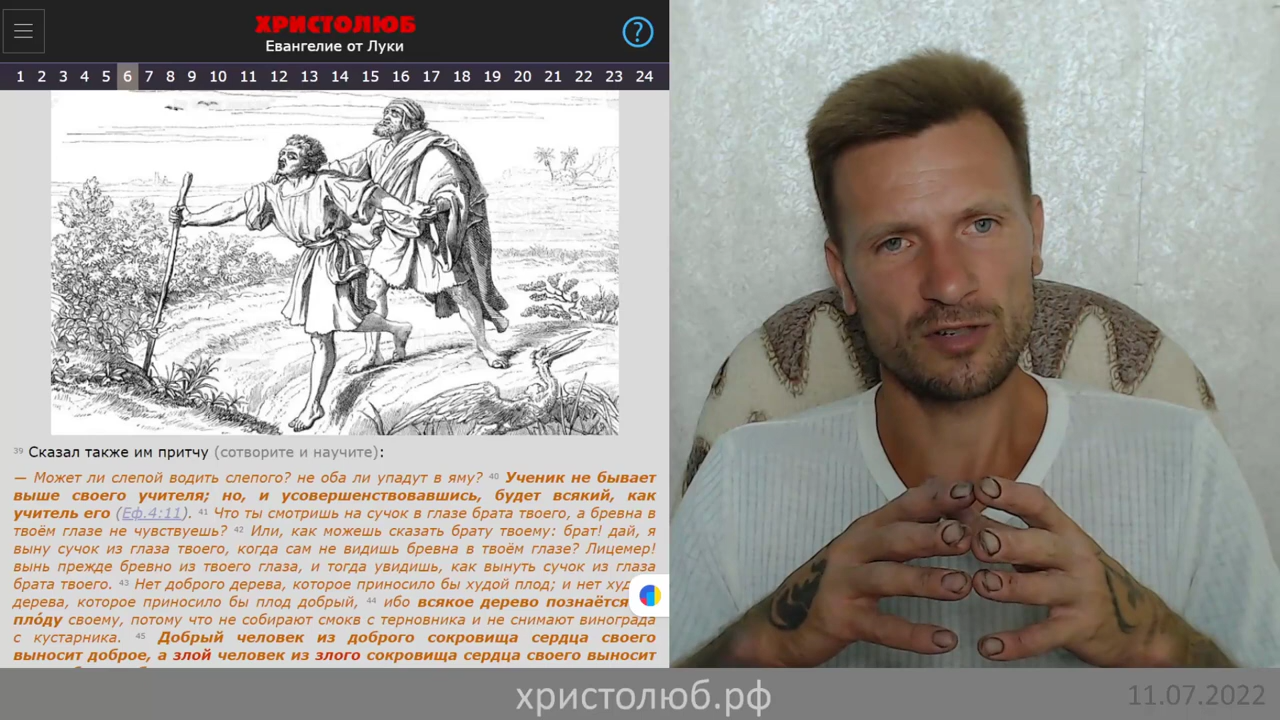 ХРИСТОЛЮБ
Евангелие от Луки
1 2 3 4 5 6 7 8 9 10 11 12 13 14 15 16 17 18 19 20 21 22 23 24
39 Сказал также им притчу (сотворите и научите):
— Может ли слепой водить слепого? не оба ли упадут в яму? 40 Ученик не бывает
выше своего учителя; но, и усовершенствовавшись, будет всякий, как
учитель его (Еф.4:11). 41 Что ты смотришь на сучок в глазе брата твоего, а бревна в
твоём глазе не чувствуешь? 42 Или, как можешь сказать брату твоему: брат! дай, я
выну сучок из глаза твоего, когда сам не видишь бревна в твоём глазе? Лицемер!
вынь прежде бревно из твоего глаза, и тогда увидишь, как вынуть сучок из глаза
брата твоего. 43 Нет доброго дерева, которое приносило бы худой плод; и нет
дерева, которое приносило бы плод добрый, 44 ибо всякое дерево познаётся
пло́ду своему, потому что не собирают смокв с терновника и не снимают винограда
с кустарника. 45 Добрый человек из доброго сокровища сердца своего
выносит доброе, а злой человек из злого сокровища сердца своего выносит
христолюб.рф
11.07.2022